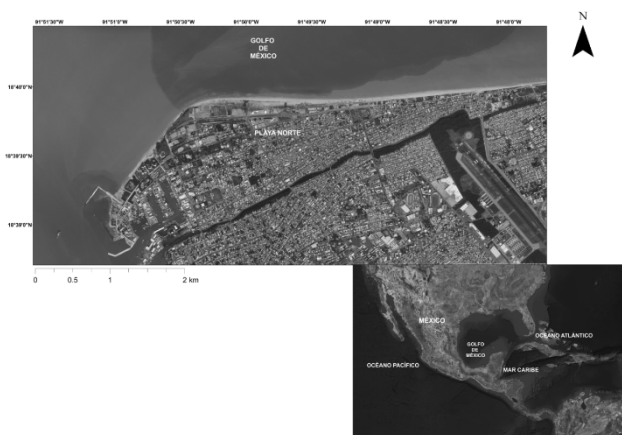 91°51'30"W 91°51'0"W 91°50'30"W 91°50'0"W 91°49'30"W 91°49'0"W 91°48'30"W 91°48'0"W
N
GOLFO
DE
MÉXICO
18°40'0"W
PLAYA NORTE
18°39'30"W
18°39'0"W
0 0.5 1 2 km
MÉXICO
OCÉANO ATLÁNTICO
GOLFO
DE
MÉXICO
OCÉANO PACÍFICO
MAR CARIBE